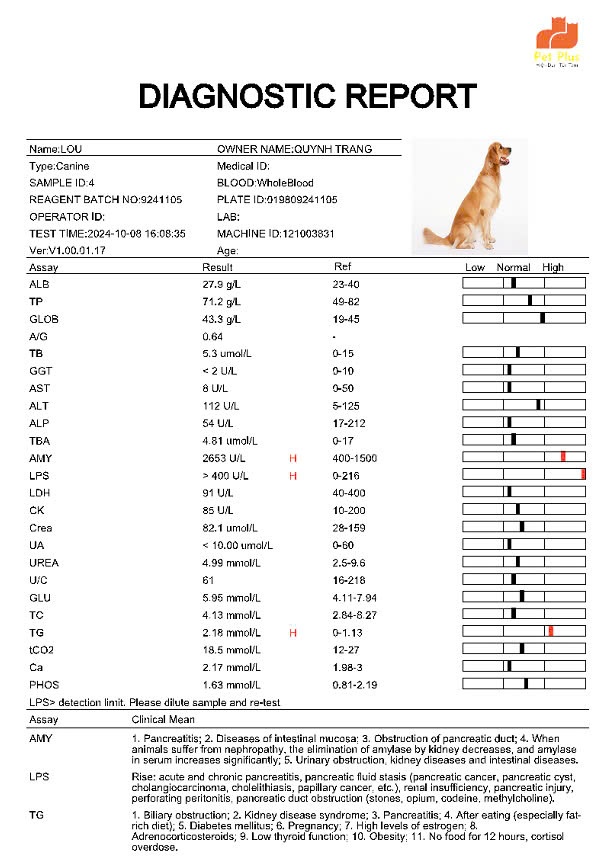 Pet Plus
DIAGNOSTIC REPORT
Name:LOU OWNER NAME:QUYNH TRANG
Type:Canine Medical ID:
SAMPLE ID:4 BLOOD:WholeBlood
REAGENT BATCH NO:9241105 PLATE ID:019809241105
OPERATOR ID: LAB:
TEST TIME:2024-10-08 16:08:35 MACHINE ID:121003831
Ver:V1.00.01.17 Age:
Assay Result Ref Low Normal High
ALB 27.9 g/L 23-40
TP 71.2 g/L 49-82
GLOB 43.3 g/L 19-45
A/G 0.64 -
TB 5.3 umol/L 0-15
GGT < 2 U/L 0-10
AST 8 U/L 0-50
ALT 112 U/L 5-125
ALP 54 U/L 17-212
TBA 4.81 umol/L 0-17
AMY 2653 U/L H 400-1500
LPS > 400 U/L H 0-216
LDH 91 U/L 40-400
CK 85 U/L 10-200
Crea 82.1 umol/L 28-159
UA < 10.00 umol/L 0-60
UREA 4.99 mmol/L 2.5-9.6
U/C 61 16-218
GLU 5.95 mmol/L 4.11-7.94
TC 4.13 mmol/L 2.84-8.27
TG 2.18 mmol/L H 0-1.13
tCO2 18.5 mmol/L 12-27
Ca 2.17 mmol/L 1.98-3
PHOS 1.63 mmol/L 0.81-2.19
LPS> detection limit. Please dilute sample and re-test
Assay Clinical Mean
AMY 1. Pancreatitis; 2. Diseases of intestinal mucosa; 3. Obstruction of pancreatic duct; 4. When
animals suffer from nephropathy, the elimination of amylase by kidney decreases, and amylase
in serum increases significantly; 5. Urinary obstruction, kidney diseases and intestinal diseases.
LPS Rise: acute and chronic pancreatitis, pancreatic fluid stasis (pancreatic cancer, pancreatic cyst,
cholangiocarcinoma, cholelithiasis, papillary cancer, etc.), renal insufficiency, pancreatic injury,
perforating peritonitis, pancreatic duct obstruction (stones, opium, codeine, methylcholine).
TG 1. Biliary obstruction; 2. Kidney disease syndrome; 3. Pancreatitis; 4. After eating (especially fat-
rich diet); 5. Diabetes mellitus; 6. Pregnancy; 7. High levels of estrogen; 8.
Adrenocorticosteroids; 9. Low thyroid function; 10. Obesity; 11. No food for 12 hours, cortisol
overdose.